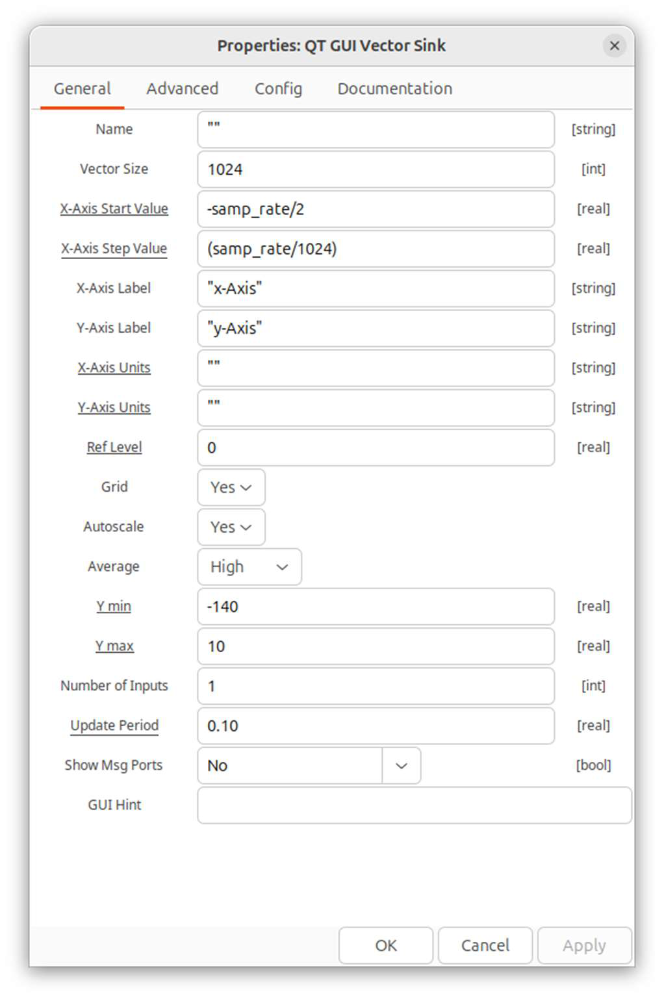 Properties: QT GUI Vector Sink
General Advanced Config Documentation
Name "" [string]
Vector Size 1024 [int]
X-Axis Start Value -samp_rate/2 [real]
X-Axis Step Value (samp_rate/1024) [real]
X-Axis Label "x-Axis" [string]
Y-Axis Label "y-Axis" [string]
X-Axis Units "" [string]
Y-Axis Units "" [string]
Ref Level 0 [real]
Grid Yes
Autoscale Yes
Average High
Y min -140 [real]
Y max 10 [real]
Number of Inputs 1 [int]
Update Period 0.10 [real]
Show Msg Ports No [bool]
GUI Hint
OK Cancel Apply